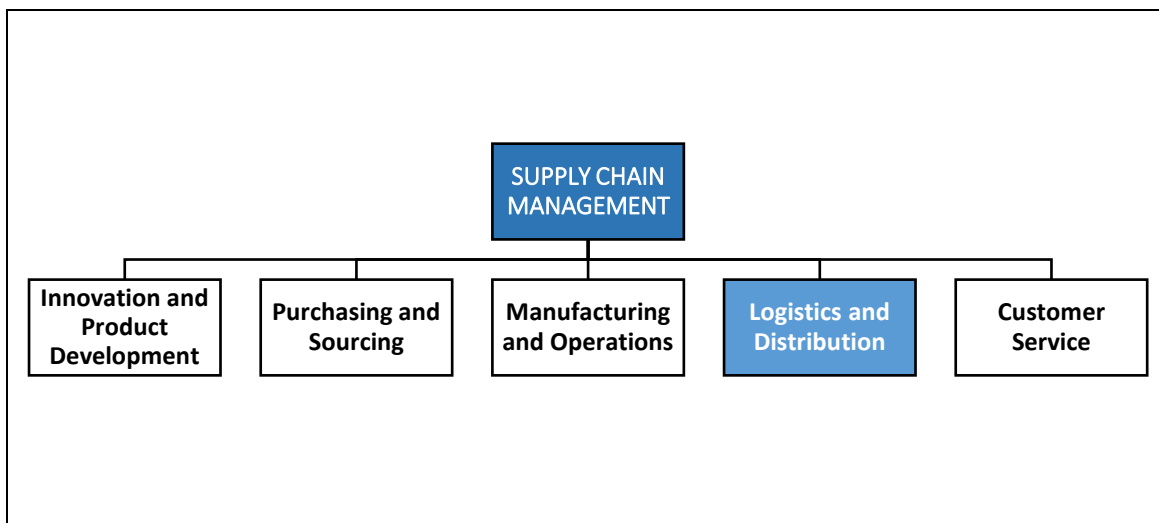 SUPPLY CHAIN
MANAGEMENT
Innovation and
Product
Development
Purchasing and
Sourcing
Manufacturing
and Operations
Logistics and
Distribution
Customer
Service